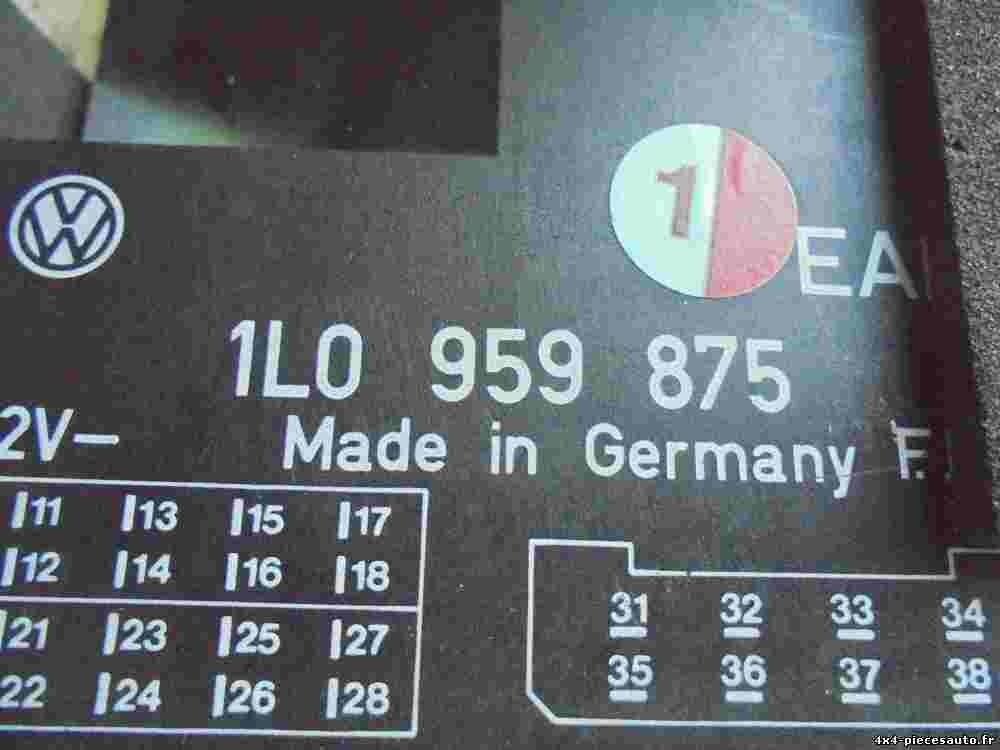 1
EA
1L0 959 875
2V–
Made in Germany F.
11 13 15 17
12 14 16 18
21 23 25 27
22 24 26 28
31 32 33 34
35 36 37 38
4x4-piecesauto.fr